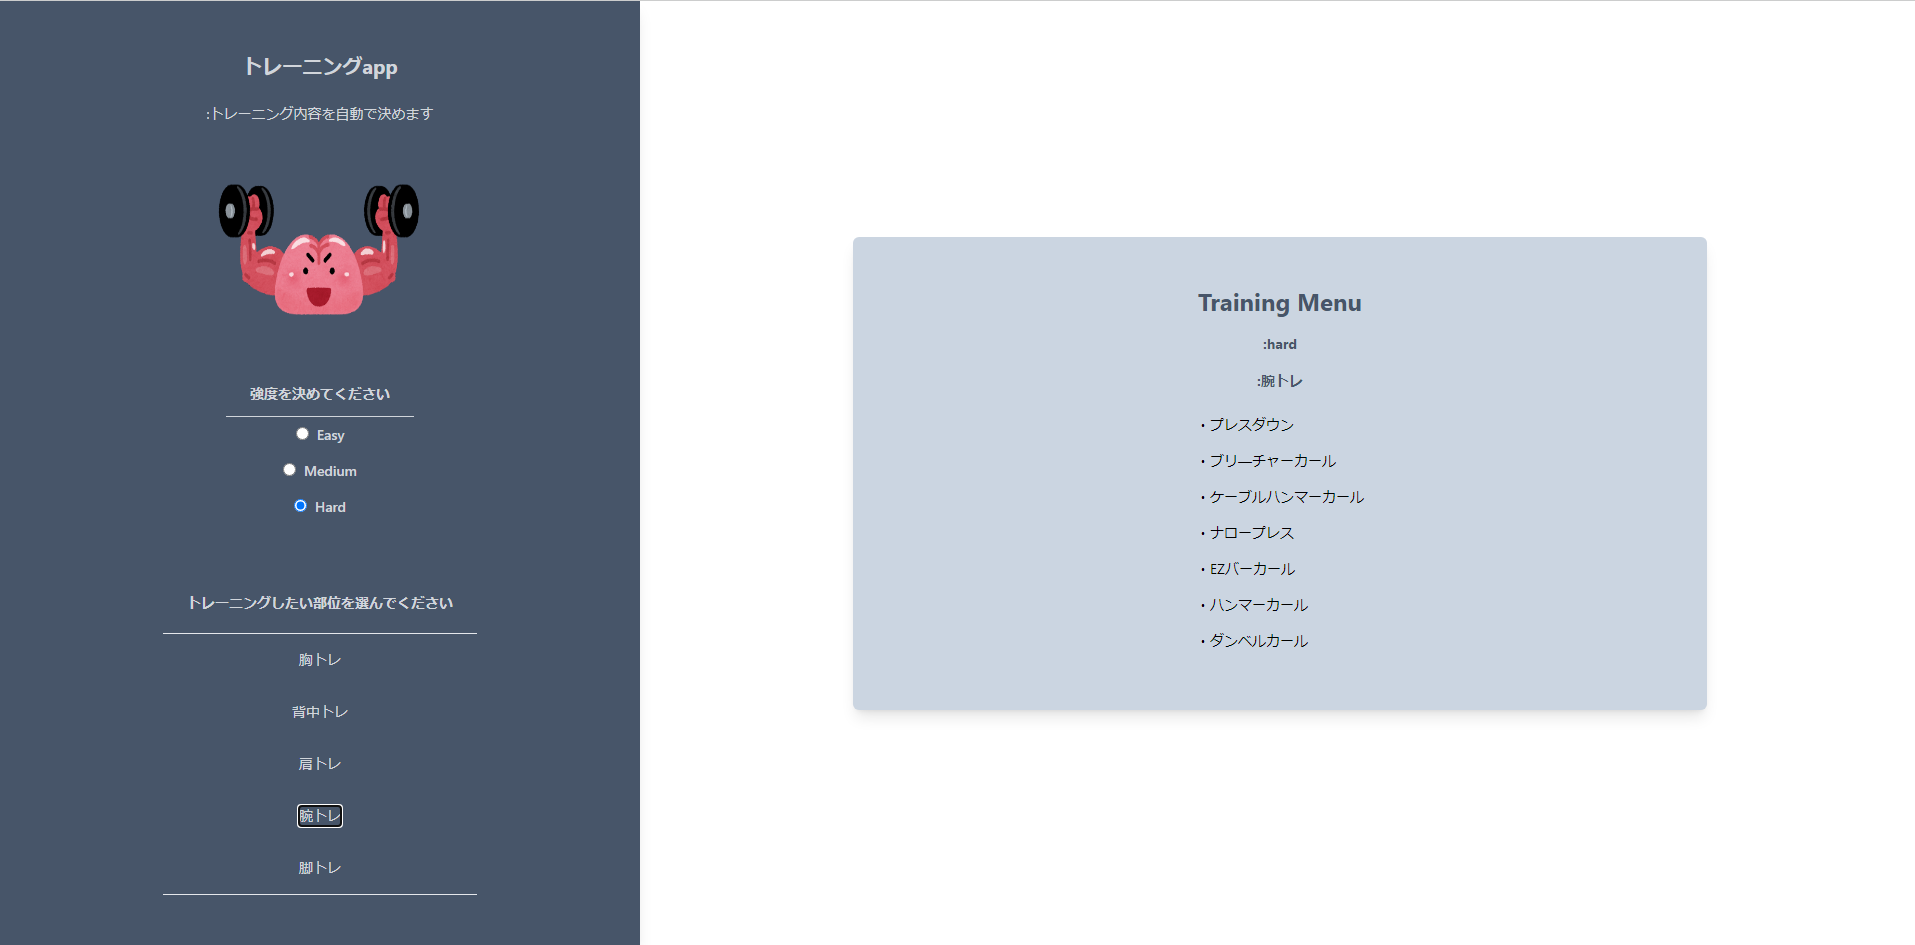 トレーニングapp
:トレーニング内容を自動で決めます
強度を決めてください
Easy
Medium
Hard
トレーニングしたい部位を選んでください
胸トレ
背中トレ
肩トレ
腕トレ
脚トレ
Training Menu
:hard
:腕トレ
・プレスダウン
・プリ―チャーカール
・ケーブルハンマーカール
・ナロープレス
・EZバーカール
・ハンマーカール
・ダンベルカール